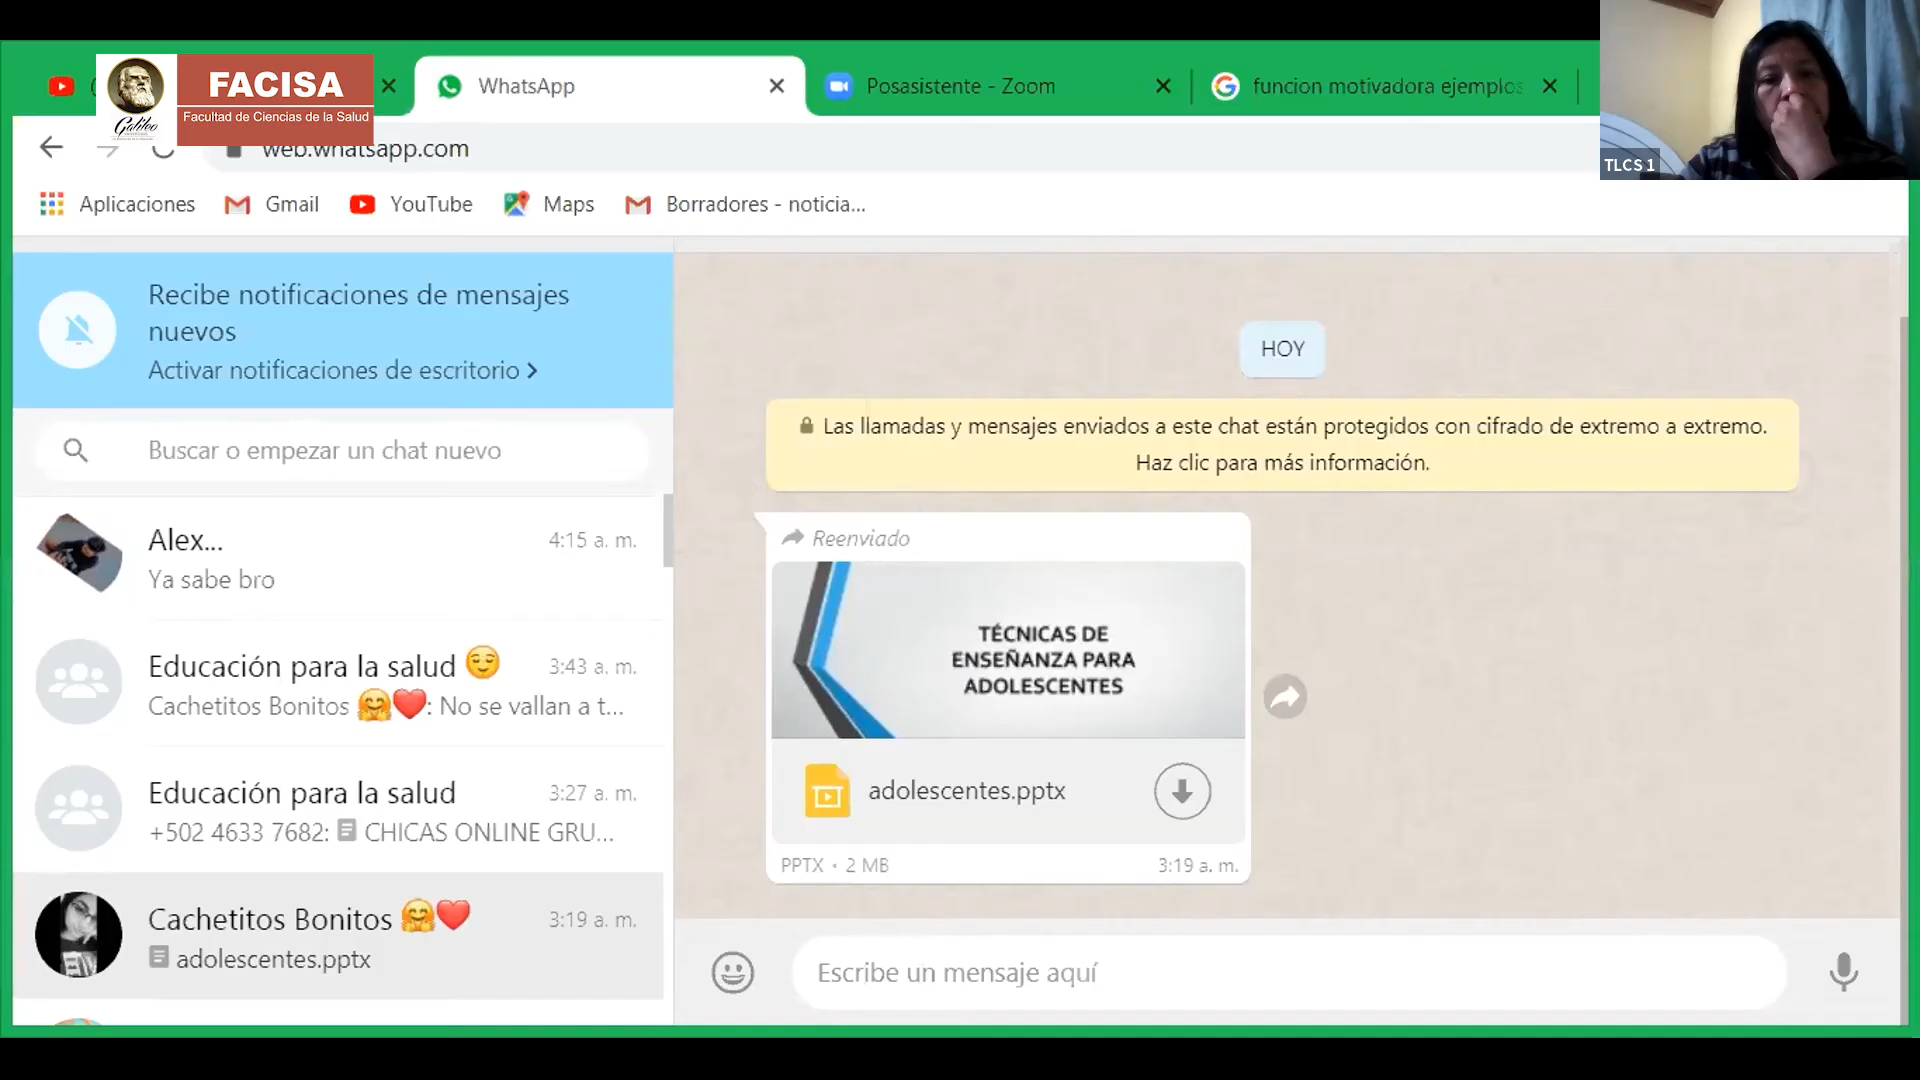 FACISA
Facultad de Ciencias de la Salud
Galileo
WhatsApp
Posasistente - Zoom
funcion motivadora ejemplos
TLCS 1
web.whatsapp.com
Aplicaciones
Gmail
YouTube
Maps
Borradores - noticia...
Recibe notificaciones de mensajes
nuevos
Activar notificaciones de escritorio
Buscar o empezar un chat nuevo
Alex...
4:15 a. m.
Ya sabe bro
Educación para la salud 😌
3:43 a. m.
Cachetitos Bonitos 🤗❤️: No se vallan a t...
Educación para la salud
3:27 a. m.
+502 4633 7682: CHICAS ONLINE GRU...
Cachetitos Bonitos 🤗❤️
3:19 a. m.
adolescentes.pptx
HOY
Las llamadas y mensajes enviados a este chat están protegidos con cifrado de extremo a extremo.
Haz clic para más información.
Reenviado
TÉCNICAS DE
ENSEÑANZA PARA
ADOLESCENTES
adolescentes.pptx
PPTX • 2 MB
3:19 a. m.
Escribe un mensaje aquí